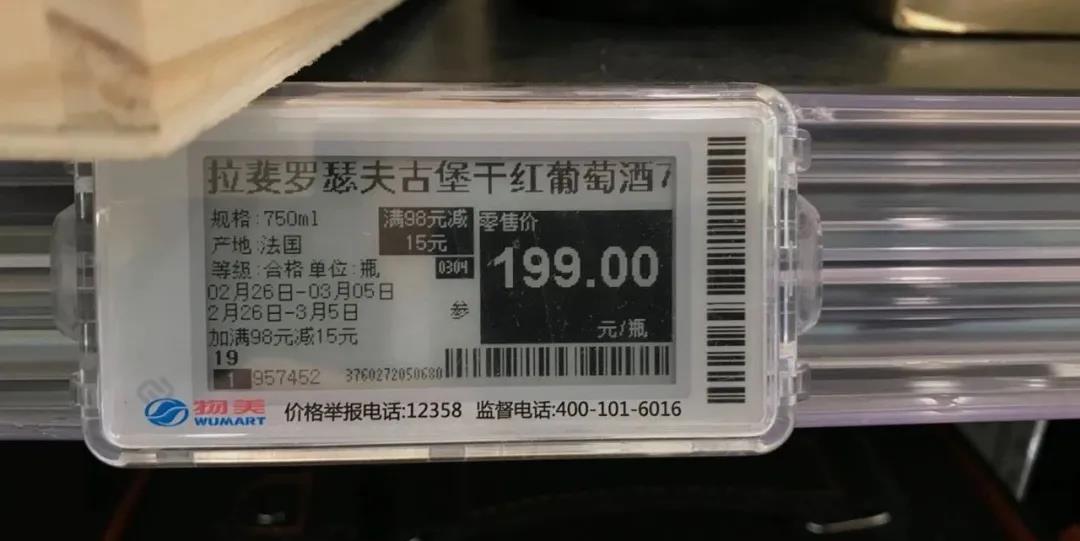 拉斐罗瑟夫古堡干红葡萄酒7
规格:750ml
满98元减
15元
零售价
产地:法国
199.00
等级:合格 单位:瓶
0304
02月26日-03月05日
2月26日-3月5日
参
元/瓶
加满98元减15元
19
1 957452
3760272050680
物美
WUMART
价格举报电话:12358 监督电话:400-101-6016